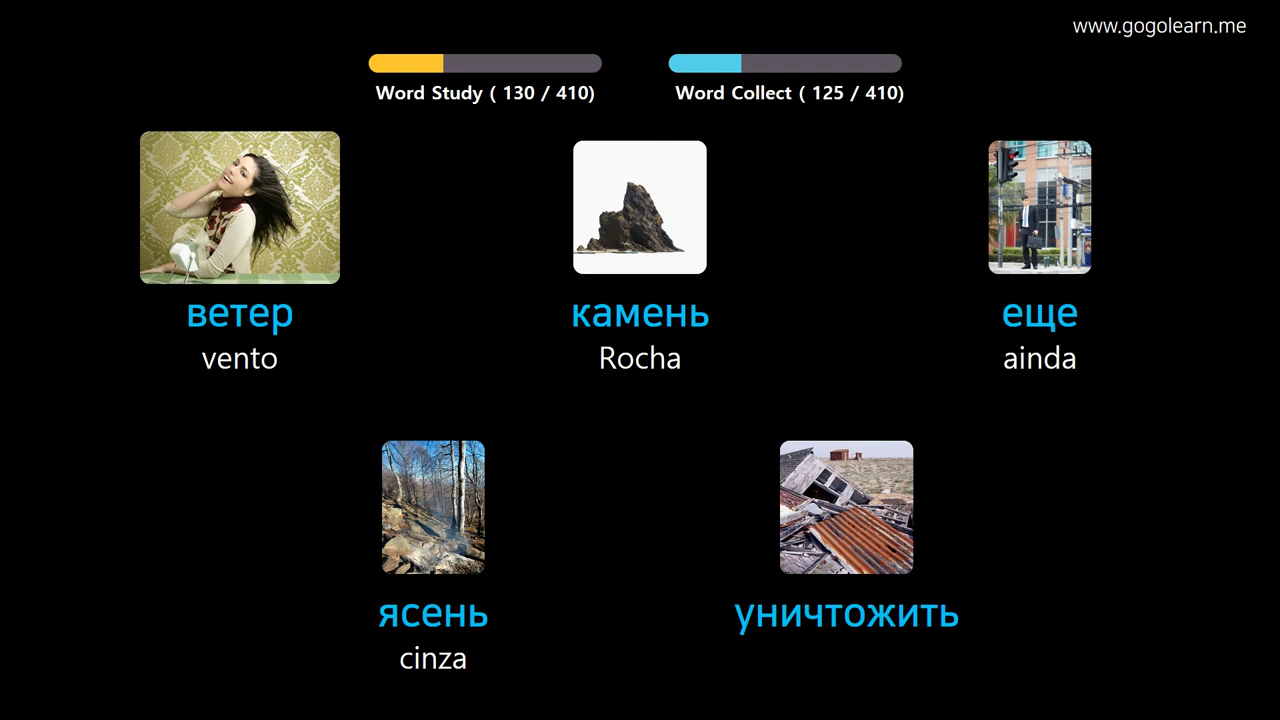 www.gogolearn.me
Word Study ( 130 / 410)
Word Collect ( 125 / 410)
ветер
vento
камень
Rocha
еще
ainda
ясень
cinza
уничтожить